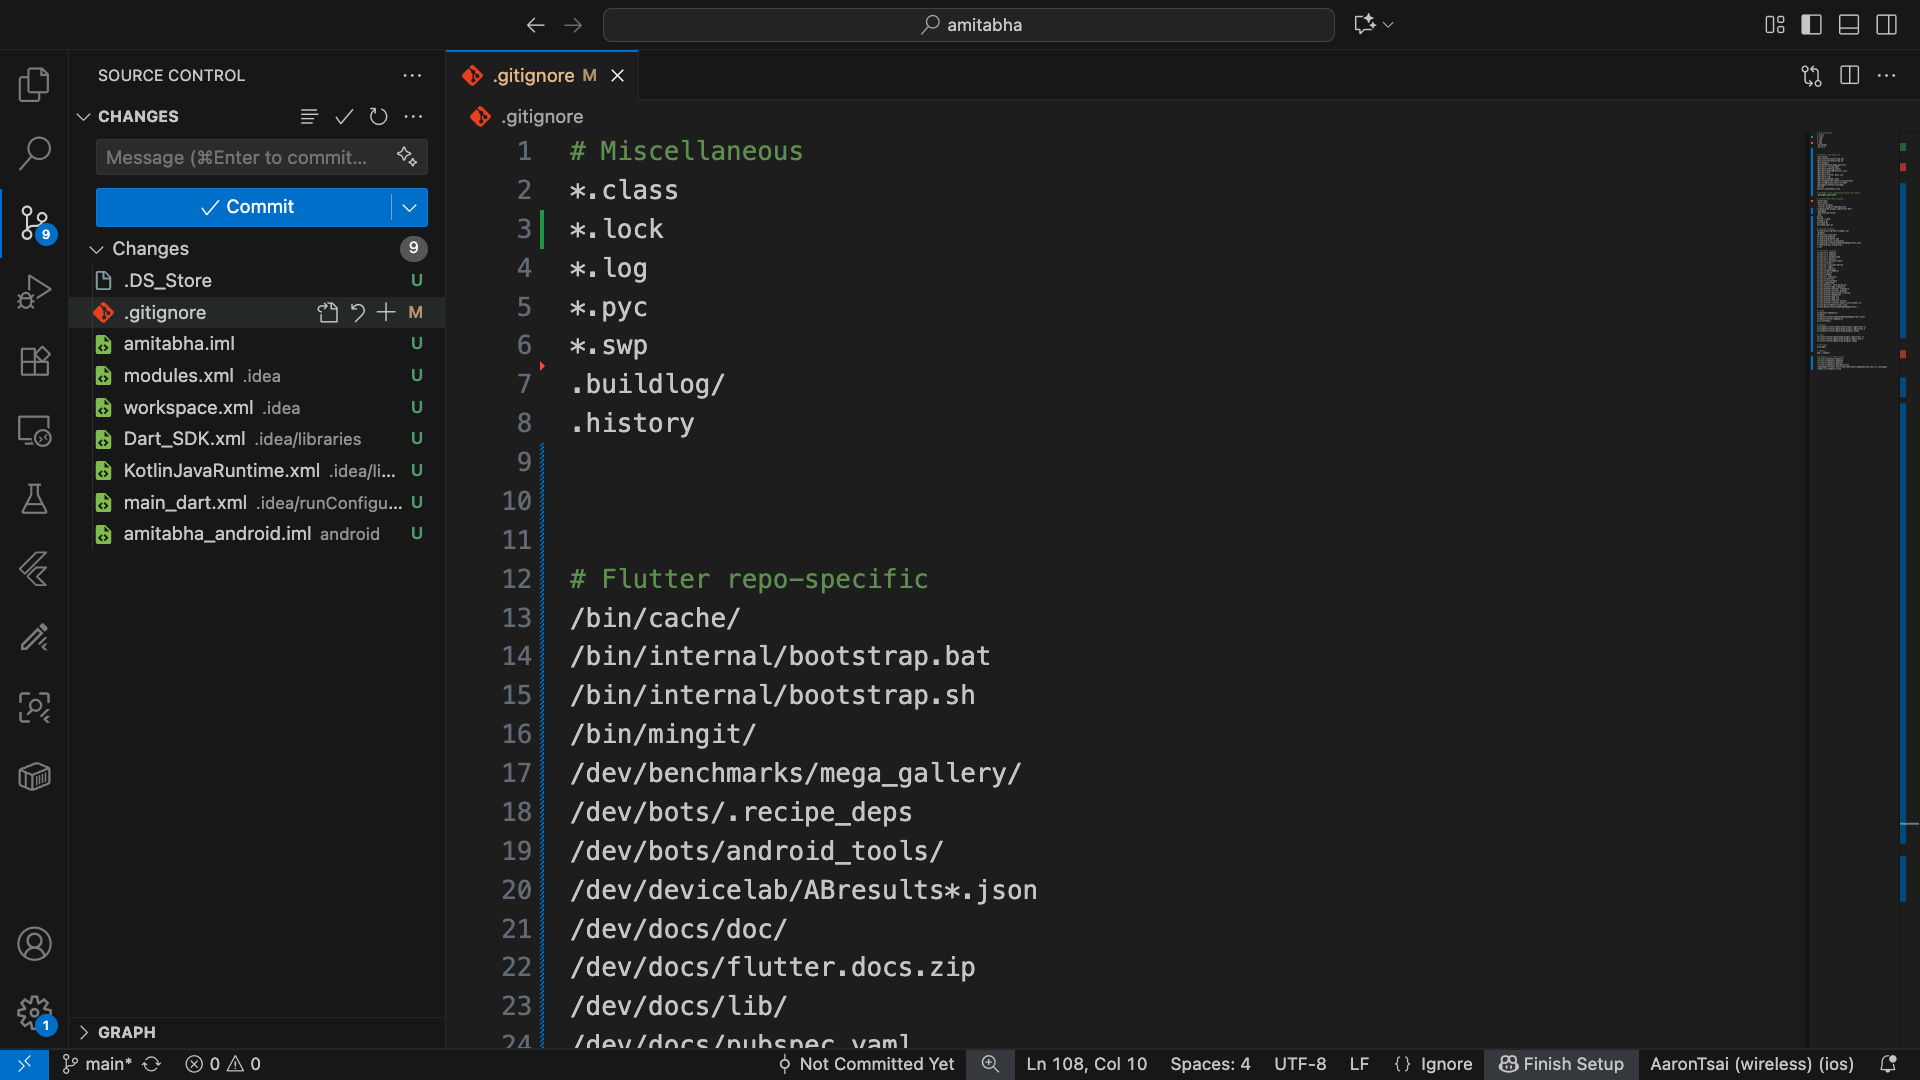 amitabha
SOURCE CONTROL
CHANGES
Message (⌘Enter to commit...
Commit
Changes
9
.DS_Store U
.gitignore M
amitabha.iml U
modules.xml .idea U
workspace.xml .idea U
Dart_SDK.xml .idea/libraries U
KotlinJavaRuntime.xml .idea/li... U
main_dart.xml .idea/runConfigu... U
amitabha_android.iml android U
9
1
GRAPH
.gitignore M
.gitignore
1 # Miscellaneous
2 *.class
3 *.lock
4 *.log
5 *.pyc
6 *.swp
7 .buildlog/
8 .history
9
10
11
12 # Flutter repo-specific
13 /bin/cache/
14 /bin/internal/bootstrap.bat
15 /bin/internal/bootstrap.sh
16 /bin/mingit/
17 /dev/benchmarks/mega_gallery/
18 /dev/bots/.recipe_deps
19 /dev/bots/android_tools/
20 /dev/devicelab/ABresults*.json
21 /dev/docs/doc/
22 /dev/docs/flutter.docs.zip
23 /dev/docs/lib/
24 /dev/docs/pubspec.yaml
main* 0 0 Not Committed Yet Ln 108, Col 10 Spaces: 4 UTF-8 LF {} Ignore Finish Setup AaronTsai (wireless) (ios)